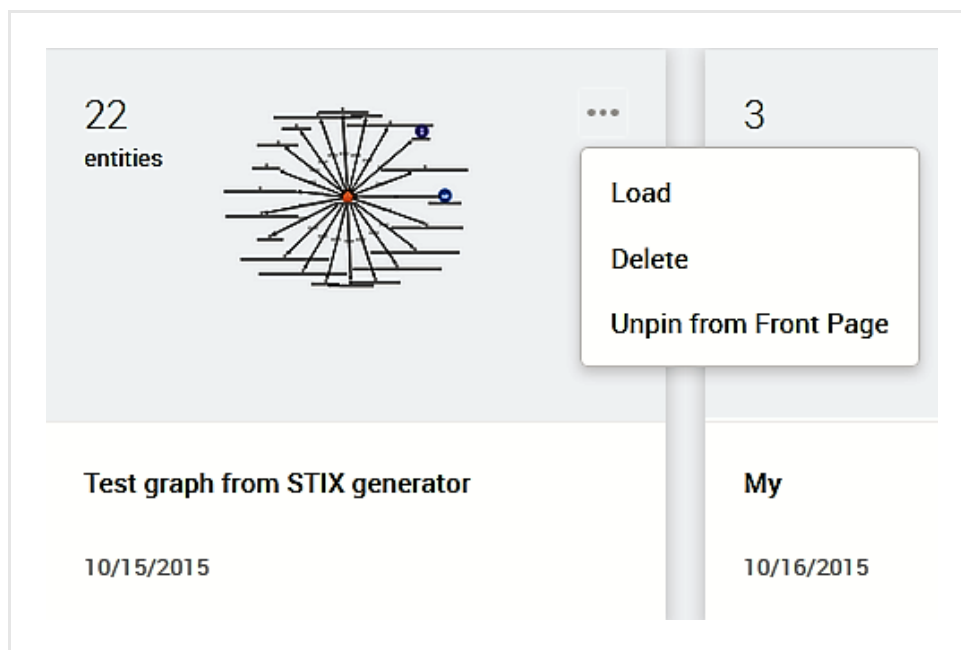 22
entities
3
Load
Delete
Unpin from Front Page
Test graph from STIX generator
10/15/2015
My
10/16/2015